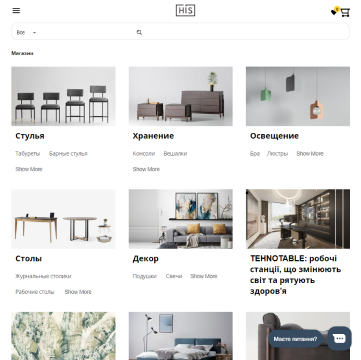 HiS
Все
Магазин
Стулья
Хранение
Освещение
Табуреты Барные стулья
Консоли Вешалки
Бра Люстры Show More
Show More
Show More
Столы
Декор
TEHNOTABLE: робочі
станції, що змінюють
світ та рятують
здоров'я
Журнальные столики
Подушки Свечи Show More
Рабочие столы Show More
Маєте питання?